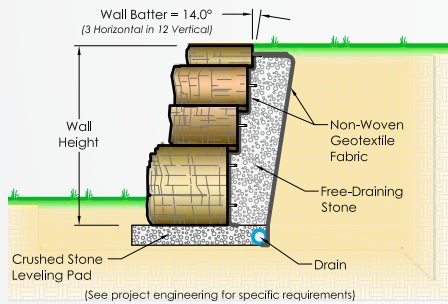 Wall Batter = 14.0°
(3 Horizontal in 12 Vertical)
Wall
Height
Non-Woven
Geotextile
Fabric
Free-Draining
Stone
Crushed Stone
Leveling Pad
Drain
(See project engineering for specific requirements)